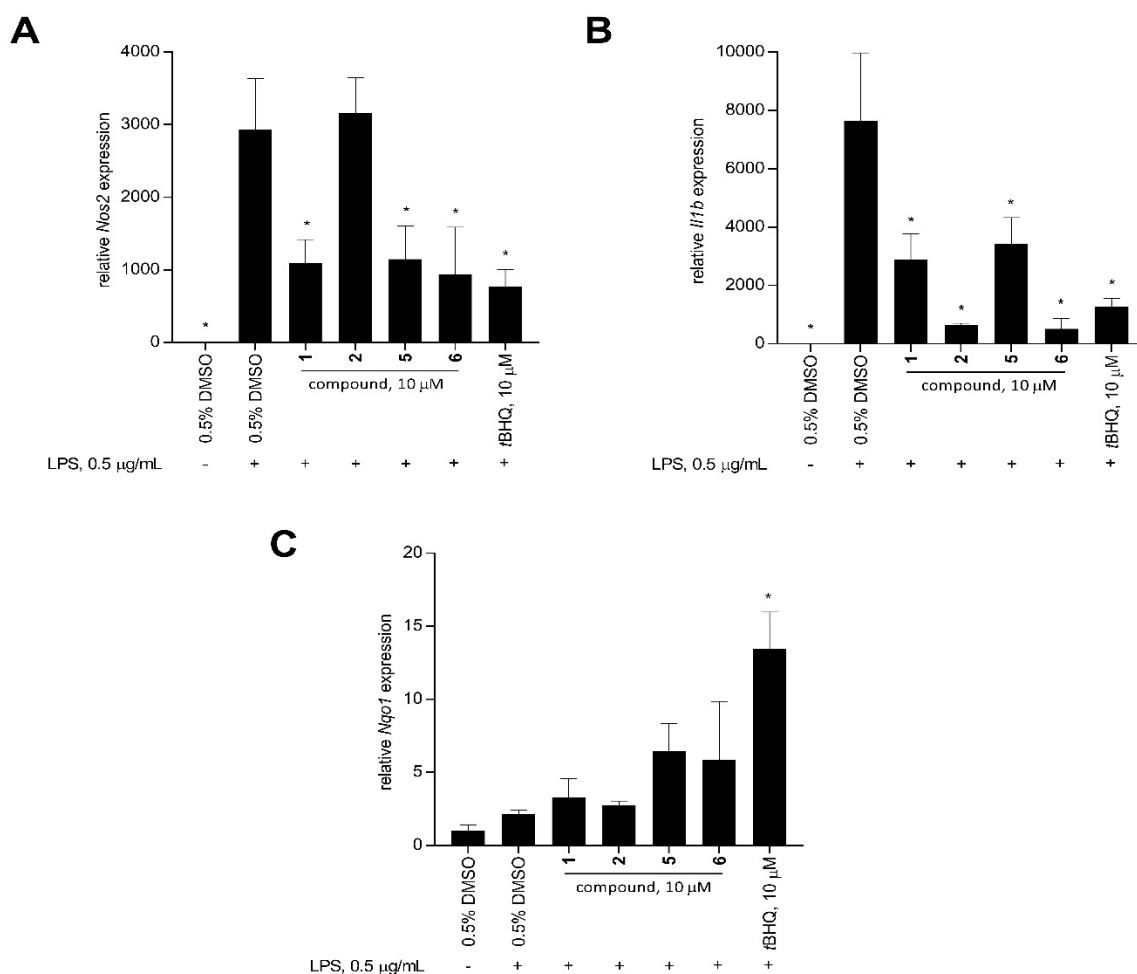 A
relative Nos2 expression
4000
3000
2000
1000
0
* * * * *
0.5% DMSO
0.5% DMSO
1
2
5
6
tBHQ, 10 μM
compound, 10 μM
LPS, 0.5 μg/mL - + + + + + +
B
relative Il1b expression
10000
8000
6000
4000
2000
0
* * * * * *
0.5% DMSO
0.5% DMSO
1
2
5
6
tBHQ, 10 μM
compound, 10 μM
LPS, 0.5 μg/mL - + + + + + +
C
relative Nqo1 expression
20
15
10
5
0
*
0.5% DMSO
0.5% DMSO
1
2
5
6
tBHQ, 10 μM
compound, 10 μM
LPS, 0.5 μg/mL - + + + + + +